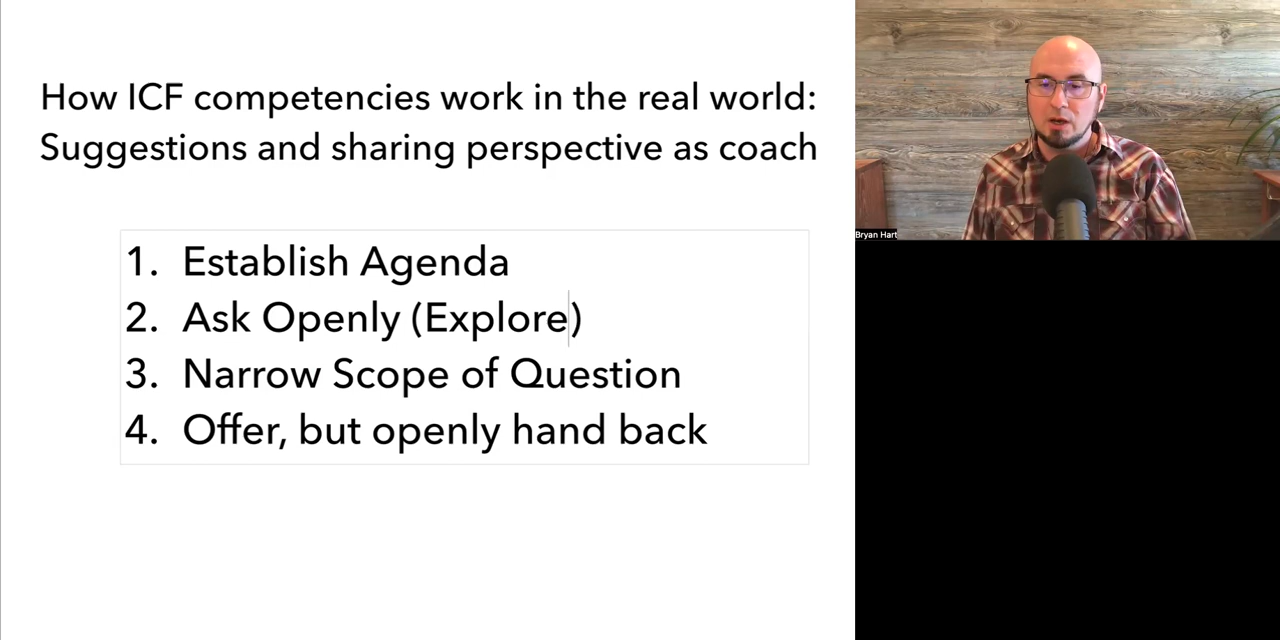 How ICF competencies work in the real world:
Suggestions and sharing perspective as coach
1. Establish Agenda
2. Ask Openly (Explore)
3. Narrow Scope of Question
4. Offer, but openly hand back
Bryan Hart